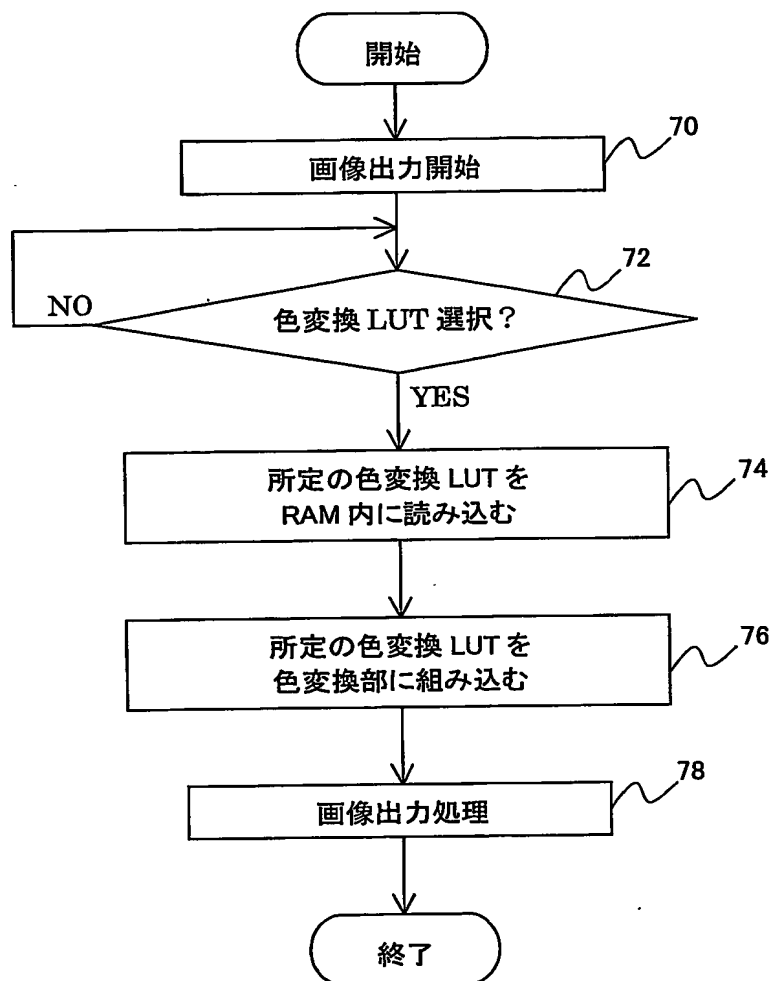 開始
70
画像出力開始
72
NO
色変換 LUT 選択？
YES
74
所定の色変換 LUT を
RAM 内に読み込む
76
所定の色変換 LUT を
色変換部に組み込む
78
画像出力処理
終了